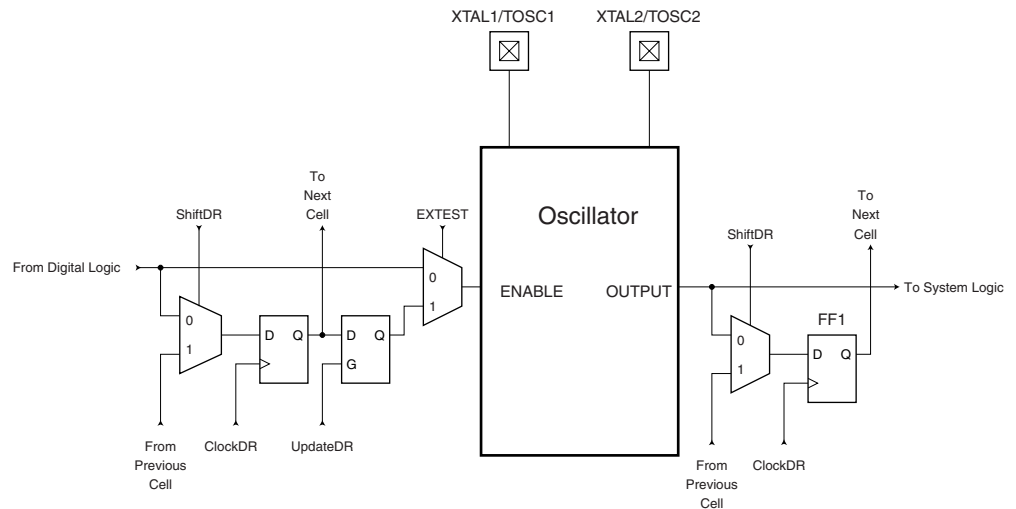 XTAL1/TOSC1
XTAL2/TOSC2
To
Next
Cell
ShiftDR
EXTEST
From Digital Logic
0
1
D
Q
D
Q
G
0
1
From
Previous
Cell
ClockDR
UpdateDR
Oscillator
ENABLE
OUTPUT
To
Next
Cell
ShiftDR
To System Logic
FF1
0
1
D
Q
From
Previous
Cell
ClockDR